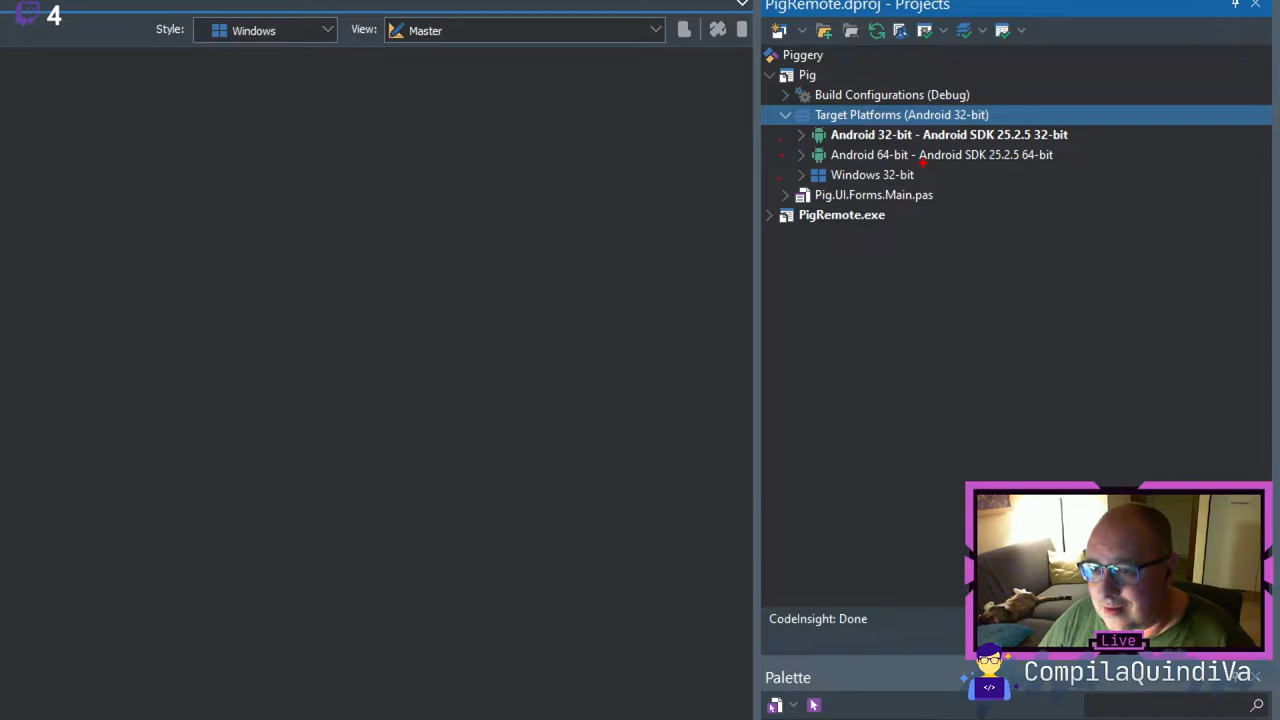 4
PigRemote.dproj - Projects
Style:
Windows
View:
Master
Piggery
Pig
Build Configurations (Debug)
Target Platforms (Android 32-bit)
Android 32-bit - Android SDK 25.2.5 32-bit
Android 64-bit - Android SDK 25.2.5 64-bit
Windows 32-bit
Pig.UI.Forms.Main.pas
PigRemote.exe
CodeInsight: Done
Live
</>
CompilaQuindiVa
Palette